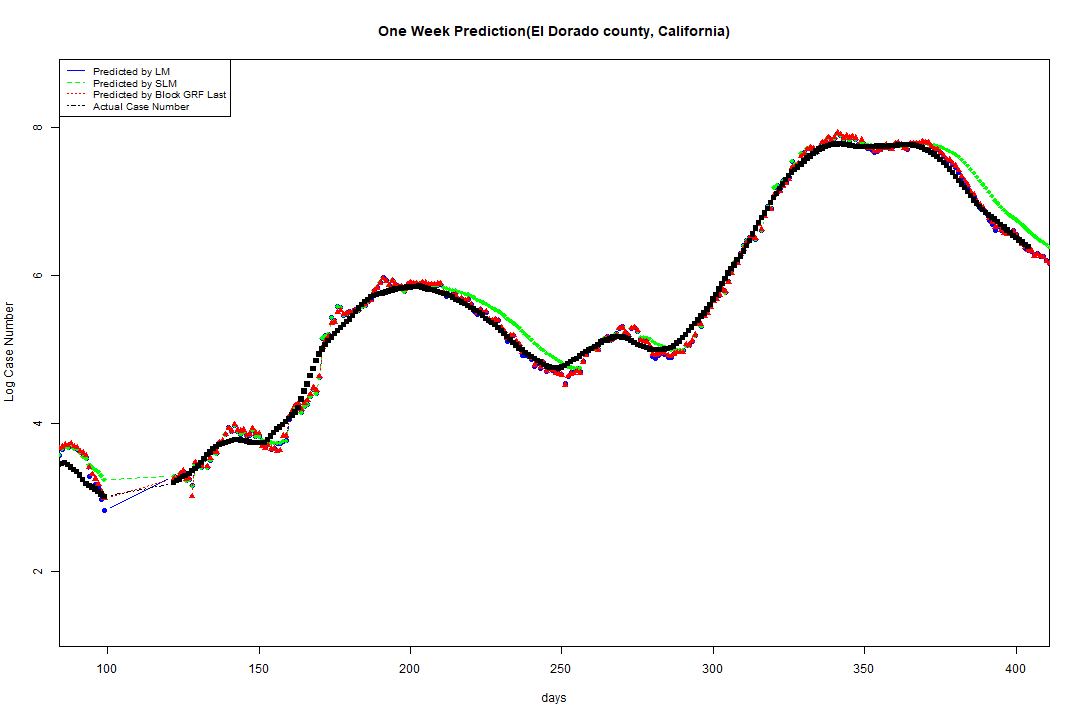 One Week Prediction(El Dorado county, California)
Predicted by LM
Predicted by SLM
Predicted by Block GRF Last
Actual Case Number
8
6
4
2
Log Case Number
100 150 200 250 300 350 400
days